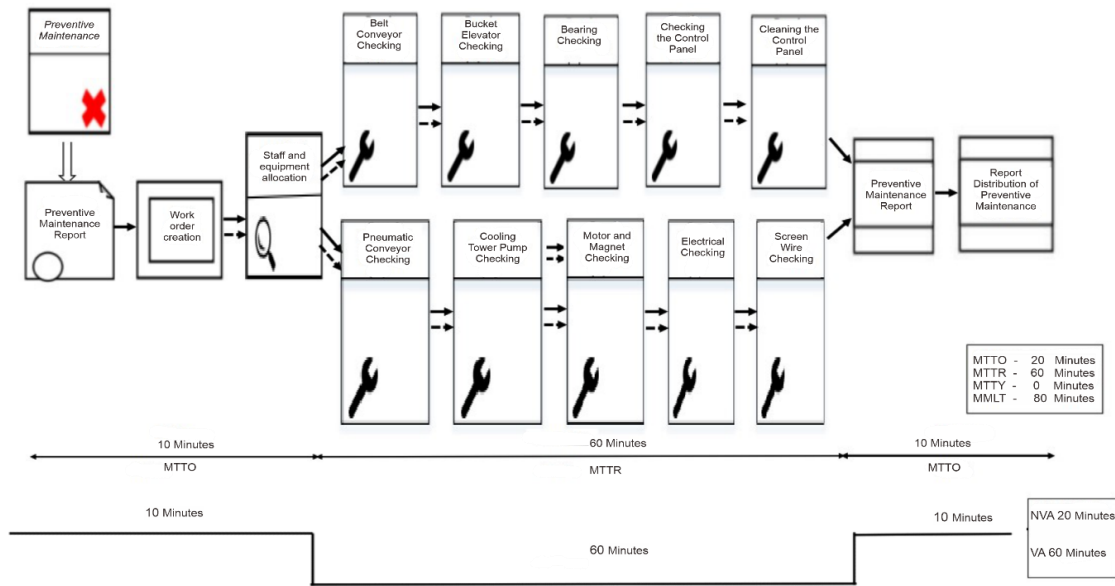 Preventive
Maintenance
Belt
Conveyor
Checking
Bucket
Elevator
Checking
Bearing
Checking
Checking
the Control
Panel
Cleaning the
Control
Panel
Preventive
Maintenance
Report
Work
order
creation
Staff and
equipment
allocation
Preventive
Maintenance
Report
Report
Distribution of
Preventive
Maintenance
Pneumatic
Conveyor
Checking
Cooling
Tower Pump
Checking
Motor and
Magnet
Checking
Electrical
Checking
Screen
Wire
Checking
MTTO - 20 Minutes
MTTR - 60 Minutes
MTTY - 0 Minutes
MMLT - 80 Minutes
10 Minutes
MTTO
60 Minutes
MTTR
10 Minutes
MTTO
10 Minutes
60 Minutes
10 Minutes
NVA 20 Minutes
VA 60 Minutes